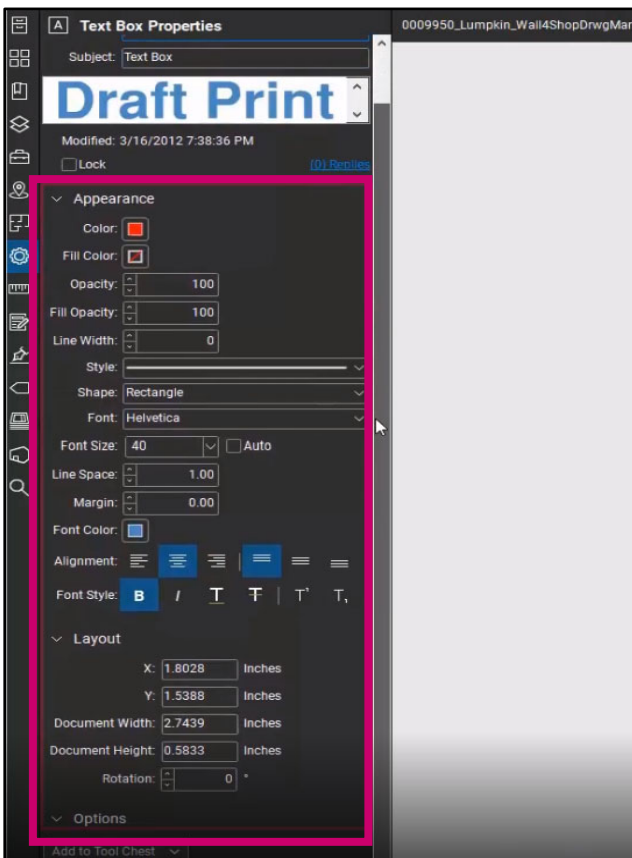 A Text Box Properties
0009950_Lumpkin_Wall4ShopDrwgMar
Subject: Text Box
Draft Print
Modified: 3/16/2012 7:38:36 PM
Lock (0) Replies
Appearance
Color:
Fill Color:
Opacity: 100
Fill Opacity: 100
Line Width: 0
Style:
Shape: Rectangle
Font: Helvetica
Font Size: 40 Auto
Line Space: 1.00
Margin: 0.00
Font Color:
Alignment:
Font Style: B I T T T' T,
Layout
X: 1.8028 Inches
Y: 1.5388 Inches
Document Width: 2.7439 Inches
Document Height: 0.5833 Inches
Rotation: 0 °
Options
Add to Tool Chest